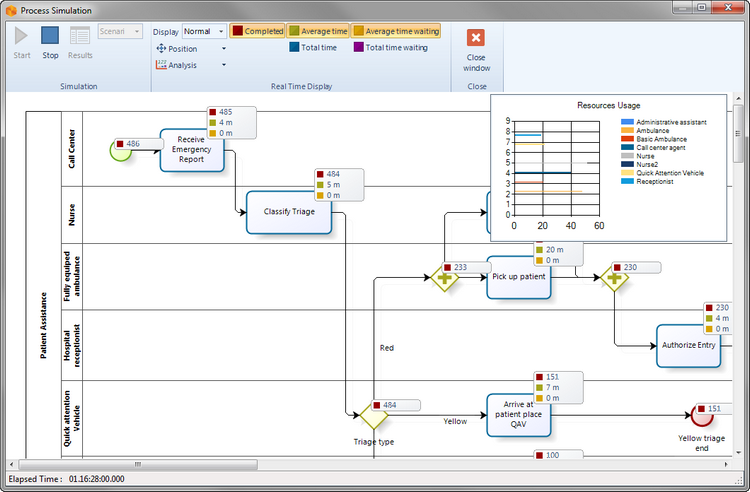 Process Simulation
Start
Stop
Results
Scenari
Simulation
Display Normal
Position
Analysis
Completed
Average time
Average time waiting
Total time
Total time waiting
Real Time Display
Close
window
Close
Patient Assistance
Call Center
Nurse
Fully equiped
ambulance
Hospital
receptionist
Quick attention
Vehicle
486
Receive
Emergency
Report
485
4 m
0 m
Classify Triage
484
5 m
0 m
Resources Usage
9
8
7
6
5
4
3
2
1
0
0 20 40 60
Administrative assistant
Ambulance
Basic Ambulance
Call center agent
Nurse
Nurse2
Quick Attention Vehicle
Receptionist
233
Pick up patient
20 m
0 m
230
Authorize Entry
230
4 m
0 m
Red
484
Triage type
Yellow
Arrive at
patient place
QAV
151
7 m
0 m
151
Yellow triage
end
100
Elapsed Time : 01.16:28:00.000